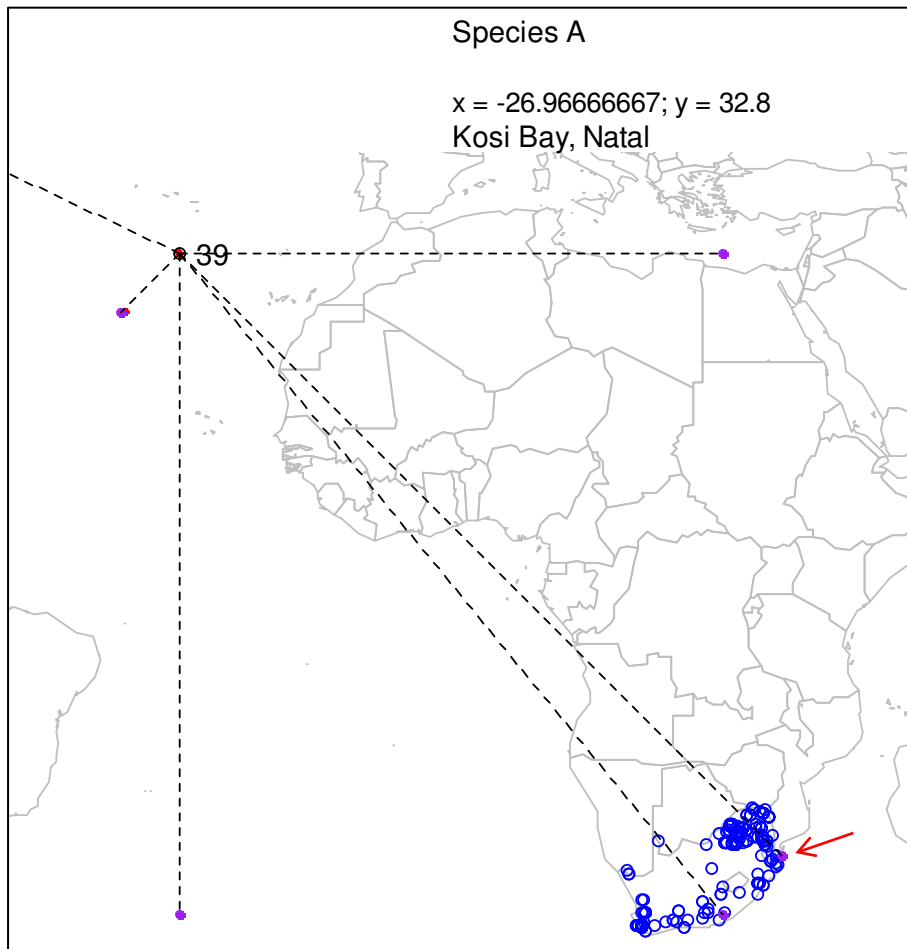 Species A
x = -26.96666667; y = 32.8
Kosi Bay, Natal
39